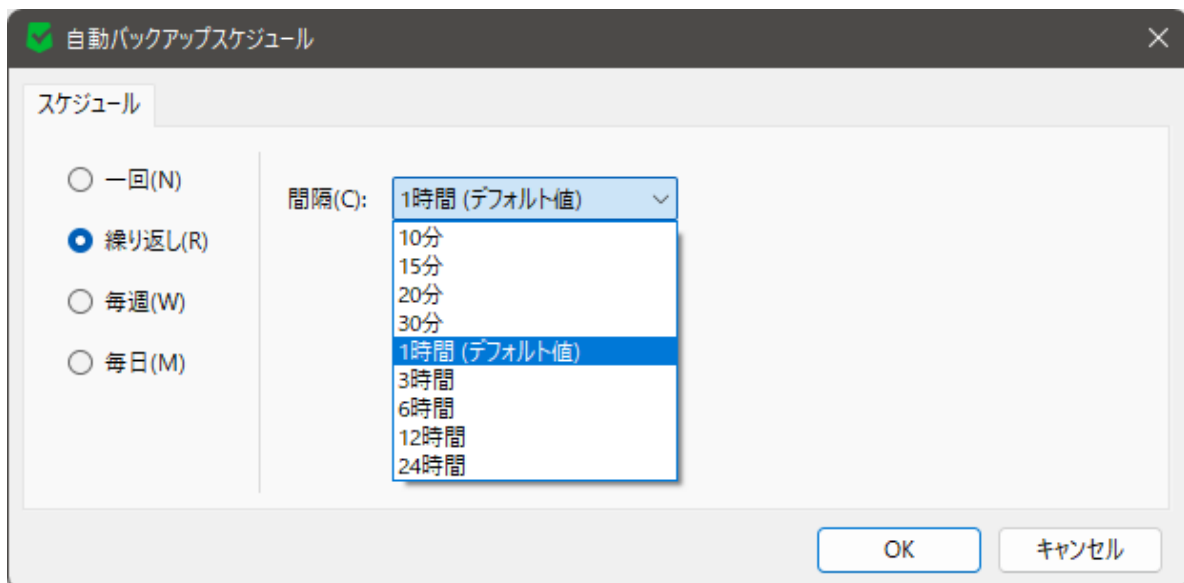 自動バックアップスケジュール
スケジュール
一回(N)
繰り返し(R)
毎週(W)
毎日(M)
間隔(C):
1時間 (デフォルト値)
10分
15分
20分
30分
1時間 (デフォルト値)
3時間
6時間
12時間
24時間
OK
キャンセル